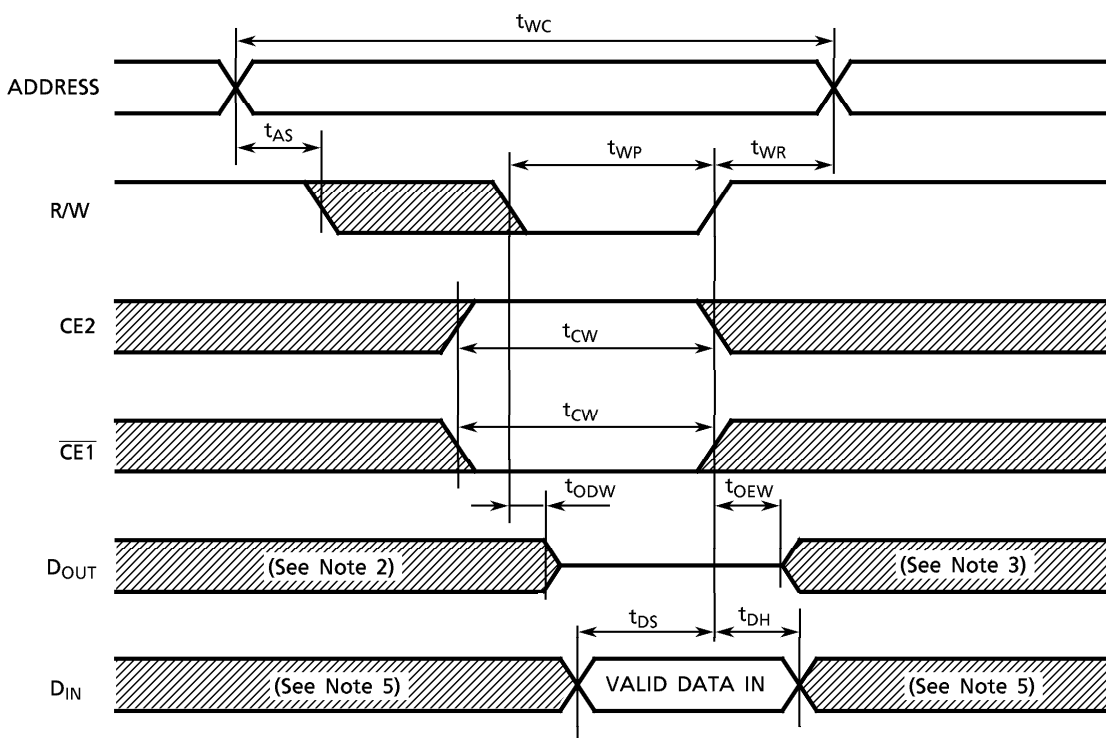 tWC
ADDRESS
tAS
tWP
tWR
R/W
CE2
tCW
tCW
CE1
tODW
tOEW
DOUT
(See Note 2)
(See Note 3)
tDS
tDH
DIN
(See Note 5)
VALID DATA IN
(See Note 5)